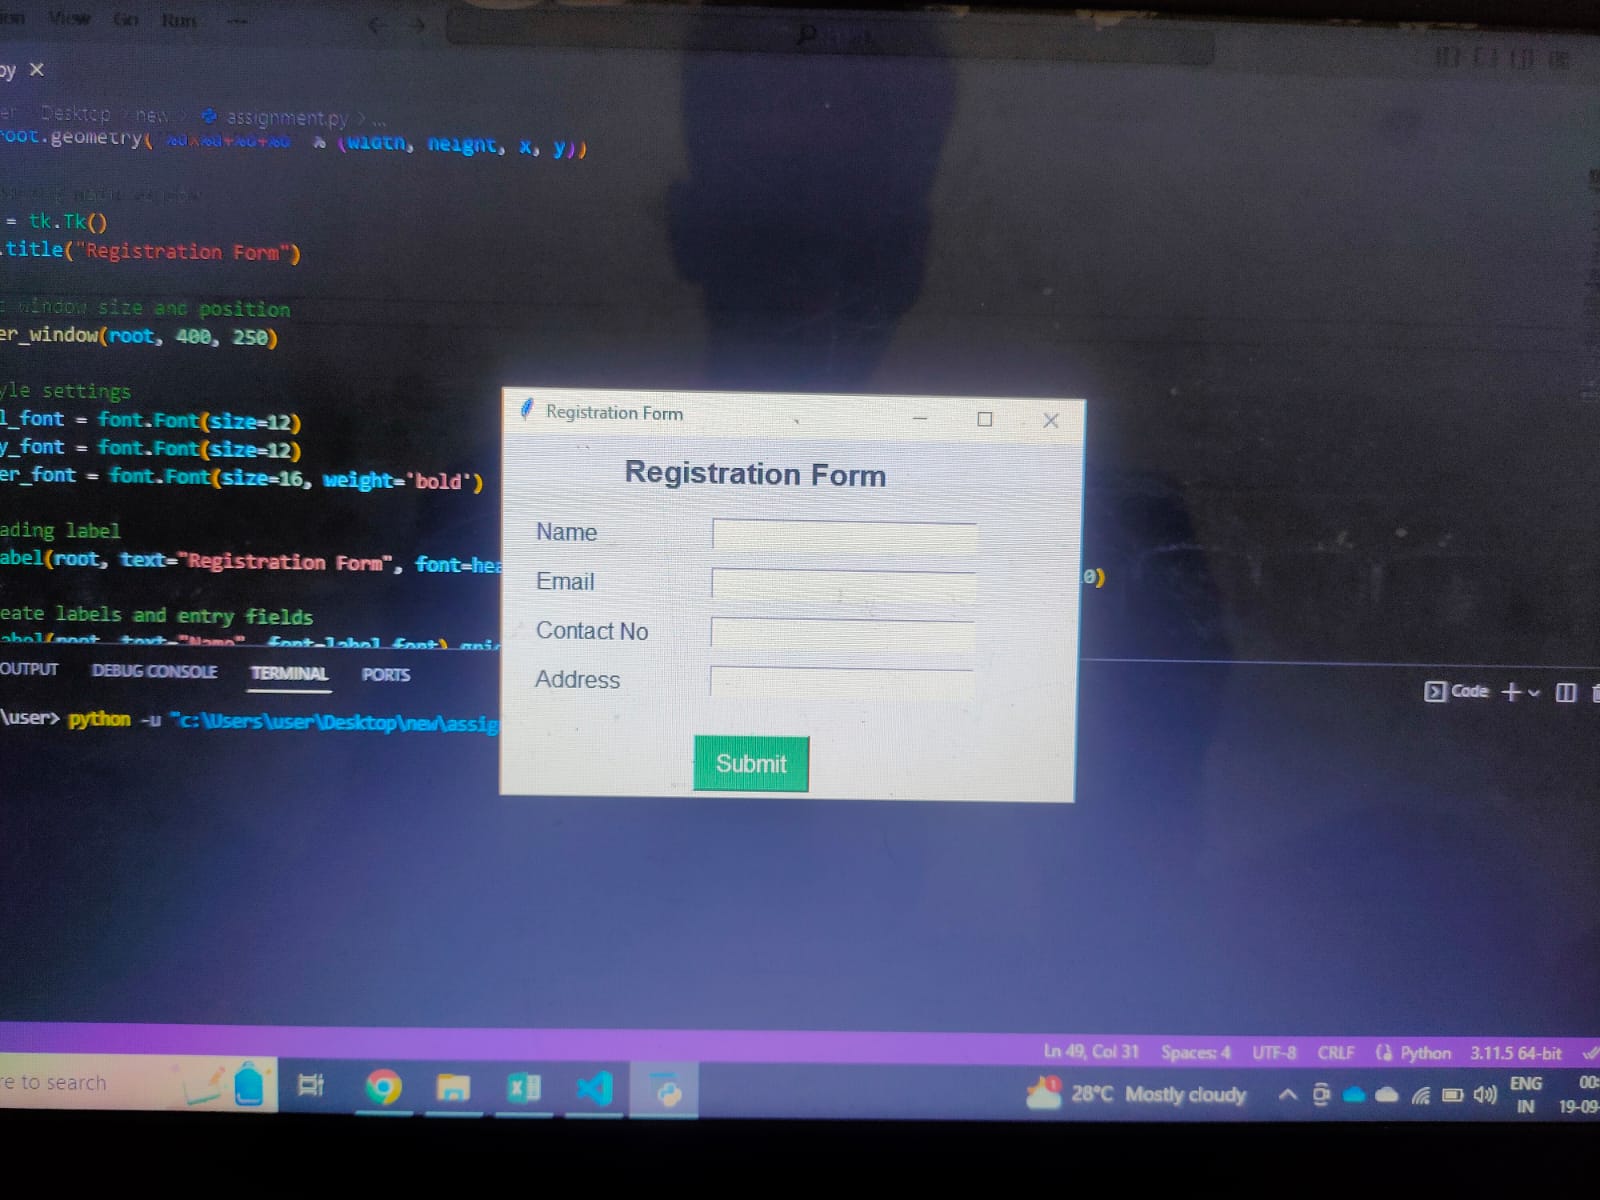 View Go Run ...
py ×
Desktop > new > assignment.py > ...
root.geometry( % (width, height, x, y))
= tk.Tk()
.title("Registration Form")
window size and position
er_window(root, 400, 250)
yle settings
l_font = font.Font(size=12)
y_font = font.Font(size=12)
er_font = font.Font(size=16, weight='bold')
ading label
abel(root, text="Registration Form", font=hea
0)
eate labels and entry fields
abel(root, text="Name", font=label_font).gri
Registration Form
Registration Form
Name
Email
Contact No
Address
Submit
OUTPUT DEBUG CONSOLE TERMINAL PORTS
Code
\user> python -u "c:\Users\user\Desktop\new\assig
Ln 49, Col 31 Spaces: 4 UTF-8 CRLF Python 3.11.5 64-bit
re to search
28°C Mostly cloudy
ENG
IN
00:
19-09-